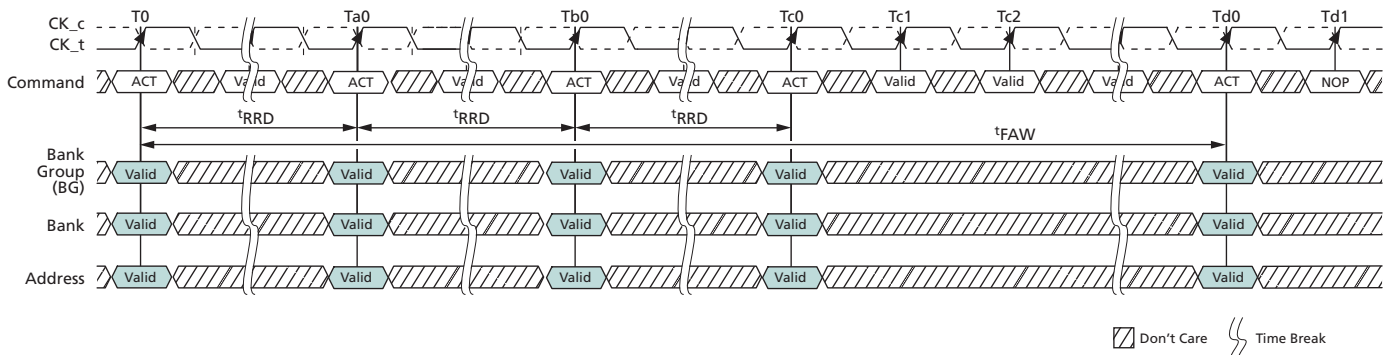 T0 Ta0 Tb0 Tc0 Tc1 Tc2 Td0 Td1
CK_c
CK_t
Command ACT Valid ACT Valid ACT Valid ACT Valid Valid Valid ACT NOP
tRRD tRRD tRRD
tFAW
Bank
Group
(BG)
Valid Valid Valid Valid Valid
Bank Valid Valid Valid Valid Valid
Address Valid Valid Valid Valid Valid
Don't Care Time Break